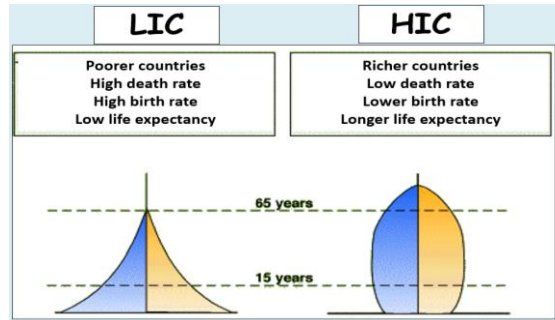 LIC
HIC
Poorer countries
High death rate
High birth rate
Low life expectancy
Richer countries
Low death rate
Lower birth rate
Longer life expectancy
65 years
15 years